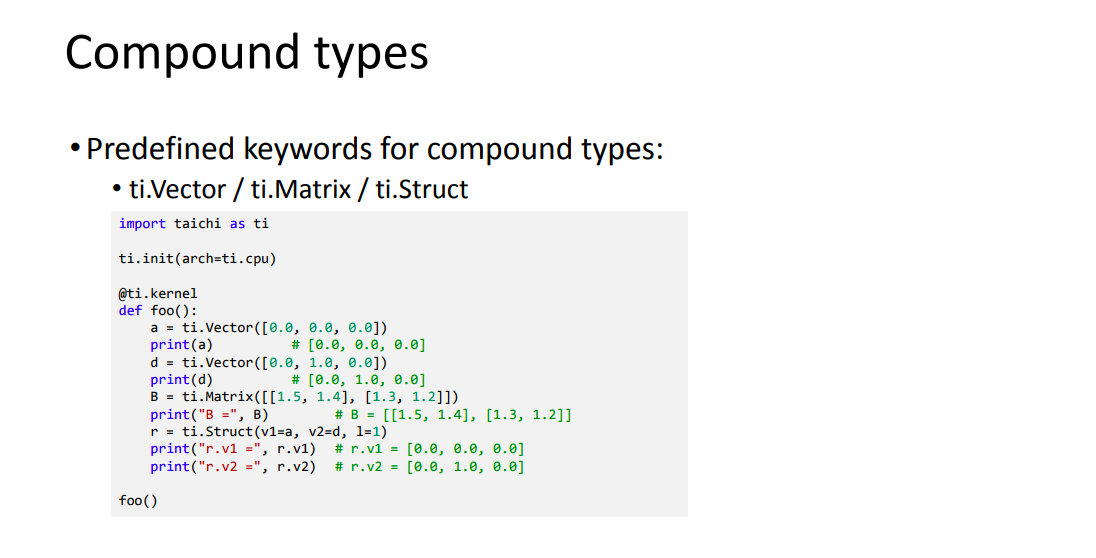 Compound types
• Predefined keywords for compound types:
• ti.Vector / ti.Matrix / ti.Struct
import taichi as ti
ti.init(arch=ti.cpu)
@ti.kernel
def foo():
    a = ti.Vector([0.0, 0.0, 0.0])
    print(a)          # [0.0, 0.0, 0.0]
    d = ti.Vector([0.0, 1.0, 0.0])
    print(d)          # [0.0, 1.0, 0.0]
    B = ti.Matrix([[1.5, 1.4], [1.3, 1.2]])
    print("B =", B)        # B = [[1.5, 1.4], [1.3, 1.2]]
    r = ti.Struct(v1=a, v2=d, l=1)
    print("r.v1 =", r.v1)  # r.v1 = [0.0, 0.0, 0.0]
    print("r.v2 =", r.v2)  # r.v2 = [0.0, 1.0, 0.0]
foo()